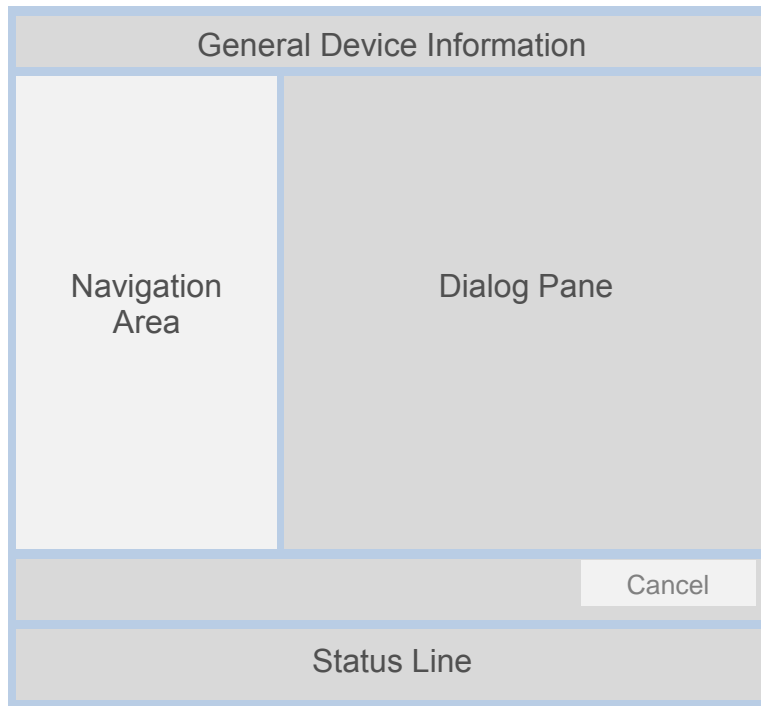 General Device Information
Navigation
Area
Dialog Pane
Cancel
Status Line